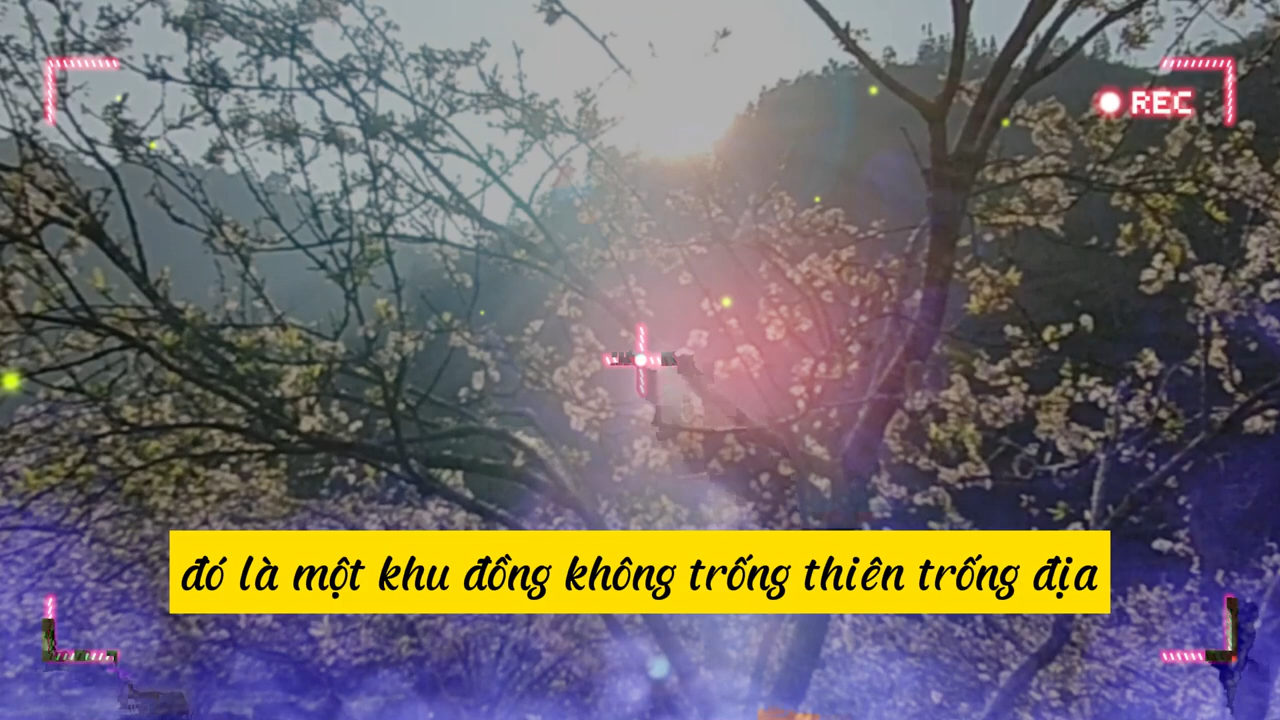 REC
đó là một khu đồng không trống thiên trống địa